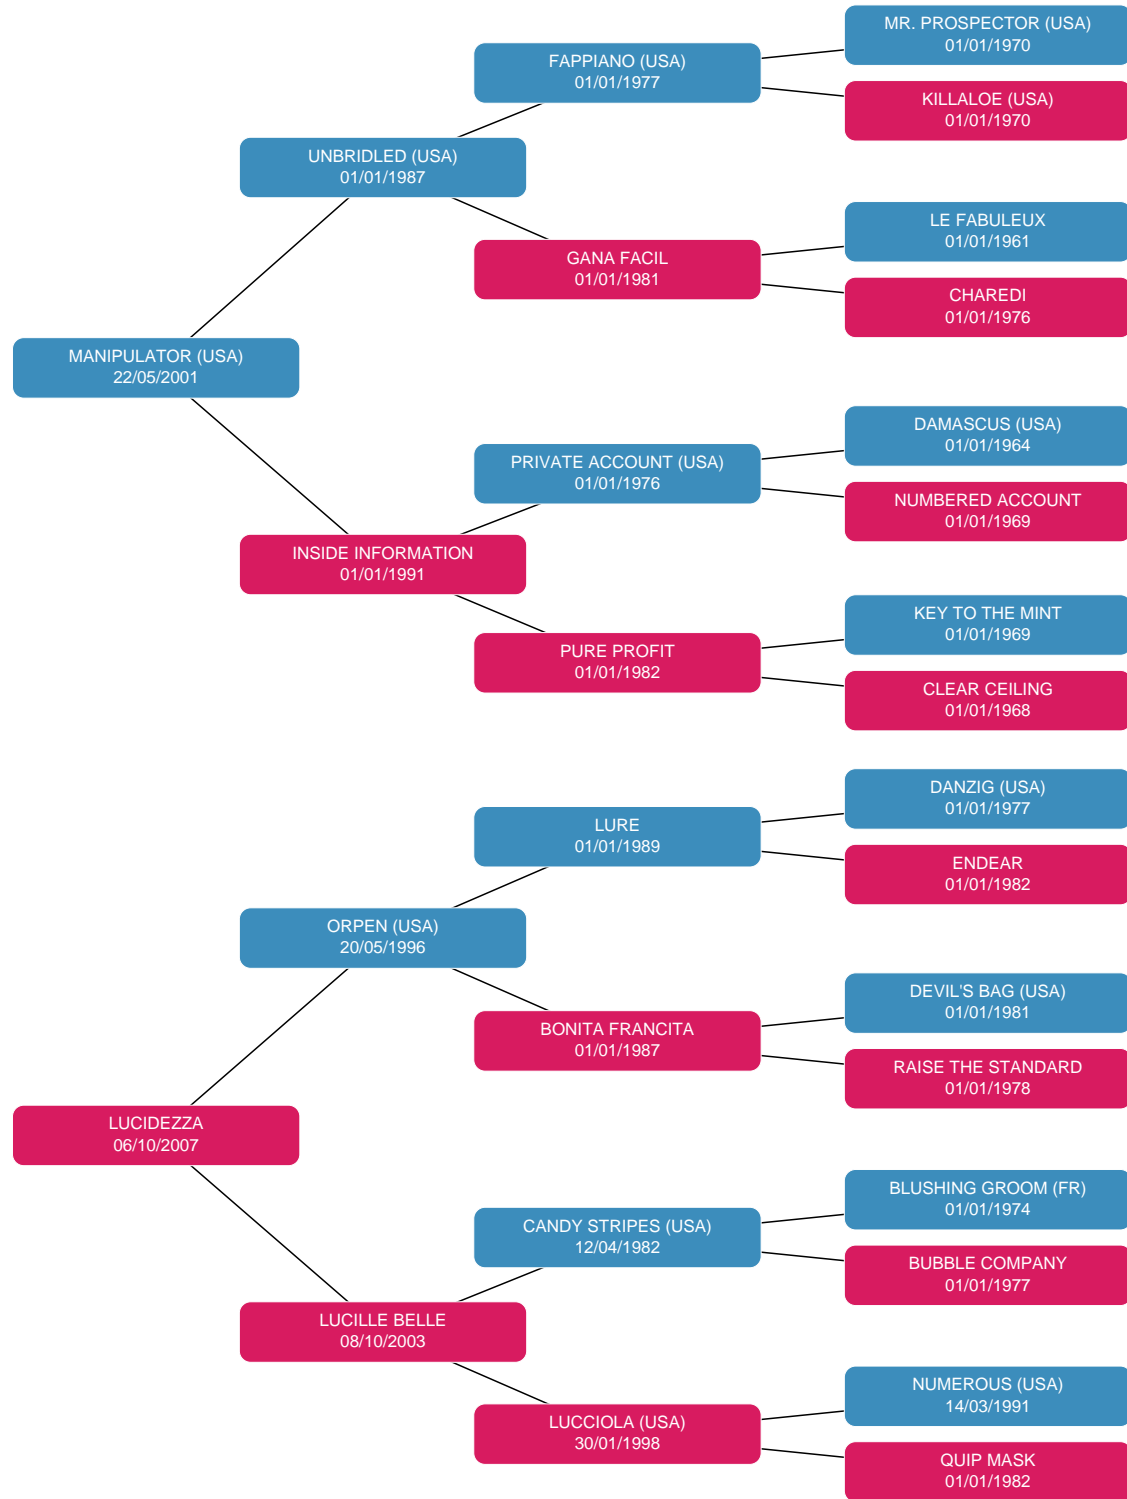 MR. PROSPECTOR (USA)
01/01/1970
FAPPIANO (USA)
01/01/1977
KILLALOE (USA)
01/01/1970
UNBRIDLED (USA)
01/01/1987
LE FABULEUX
01/01/1961
GANA FACIL
01/01/1981
CHAREDI
01/01/1976
MANIPULATOR (USA)
22/05/2001
DAMASCUS (USA)
01/01/1964
PRIVATE ACCOUNT (USA)
01/01/1976
NUMBERED ACCOUNT
01/01/1969
INSIDE INFORMATION
01/01/1991
KEY TO THE MINT
01/01/1969
PURE PROFIT
01/01/1982
CLEAR CEILING
01/01/1968
DANZIG (USA)
01/01/1977
LURE
01/01/1989
ENDEAR
01/01/1982
ORPEN (USA)
20/05/1996
DEVIL'S BAG (USA)
01/01/1981
BONITA FRANCITA
01/01/1987
RAISE THE STANDARD
01/01/1978
LUCIDEZZA
06/10/2007
BLUSHING GROOM (FR)
01/01/1974
CANDY STRIPES (USA)
12/04/1982
BUBBLE COMPANY
01/01/1977
LUCILLE BELLE
08/10/2003
NUMEROUS (USA)
14/03/1991
LUCCIOLA (USA)
30/01/1998
QUIP MASK
01/01/1982